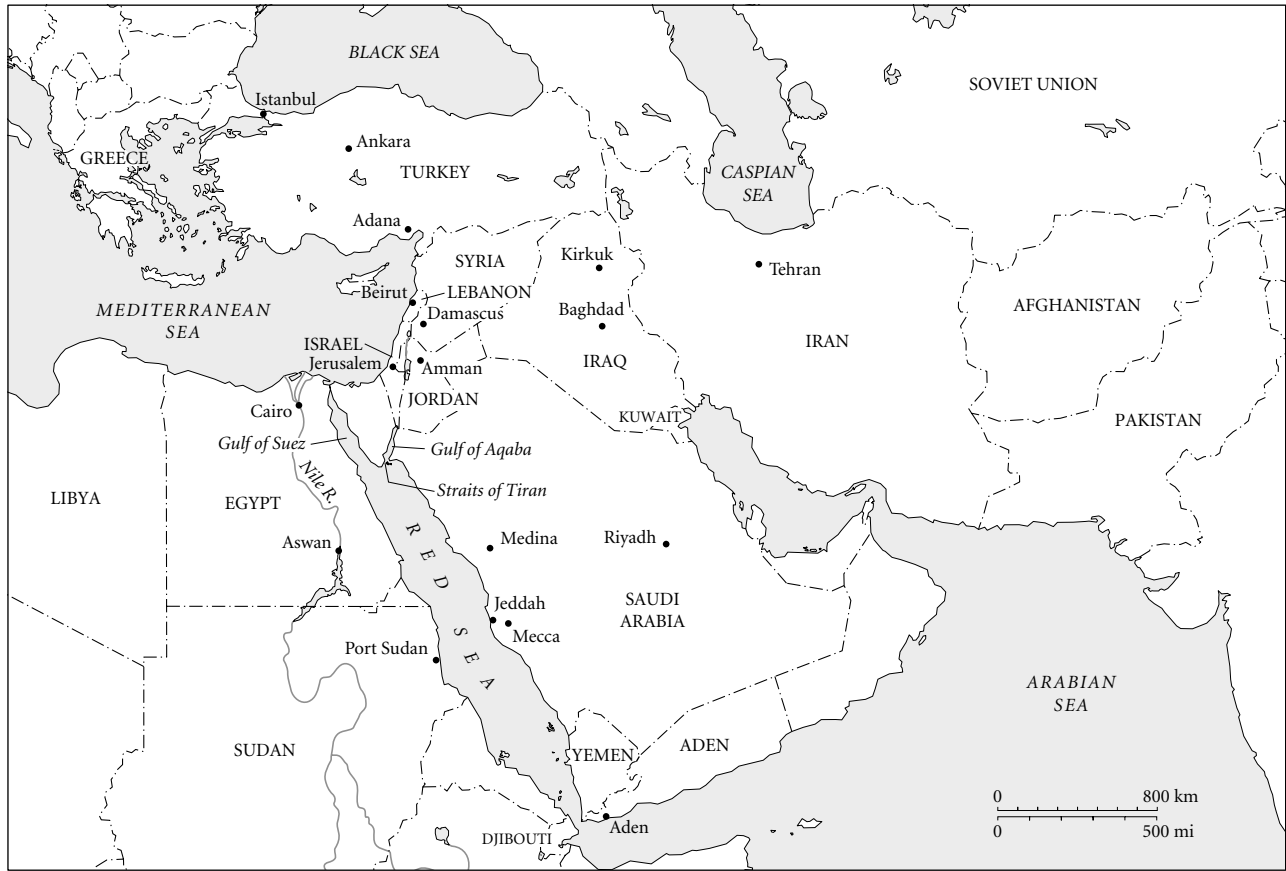 BLACK SEA
SOVIET UNION
Istanbul
Ankara
GREECE
TURKEY
CASPIAN
SEA
Adana
SYRIA
Kirkuk
Tehran
Beirut
LEBANON
AFGHANISTAN
MEDITERRANEAN
SEA
Damascus
Baghdad
ISRAEL
IRAN
Jerusalem
Amman
IRAQ
JORDAN
Cairo
KUWAIT
PAKISTAN
Gulf of Suez
Gulf of Aqaba
Nile R.
Straits of Tiran
LIBYA
EGYPT
Aswan
RED SEA
Medina
Riyadh
Jeddah
SAUDI
ARABIA
Mecca
Port Sudan
ARABIAN
SEA
SUDAN
YEMEN
ADEN
0 800 km
0 500 mi
Aden
DJIBOUTI